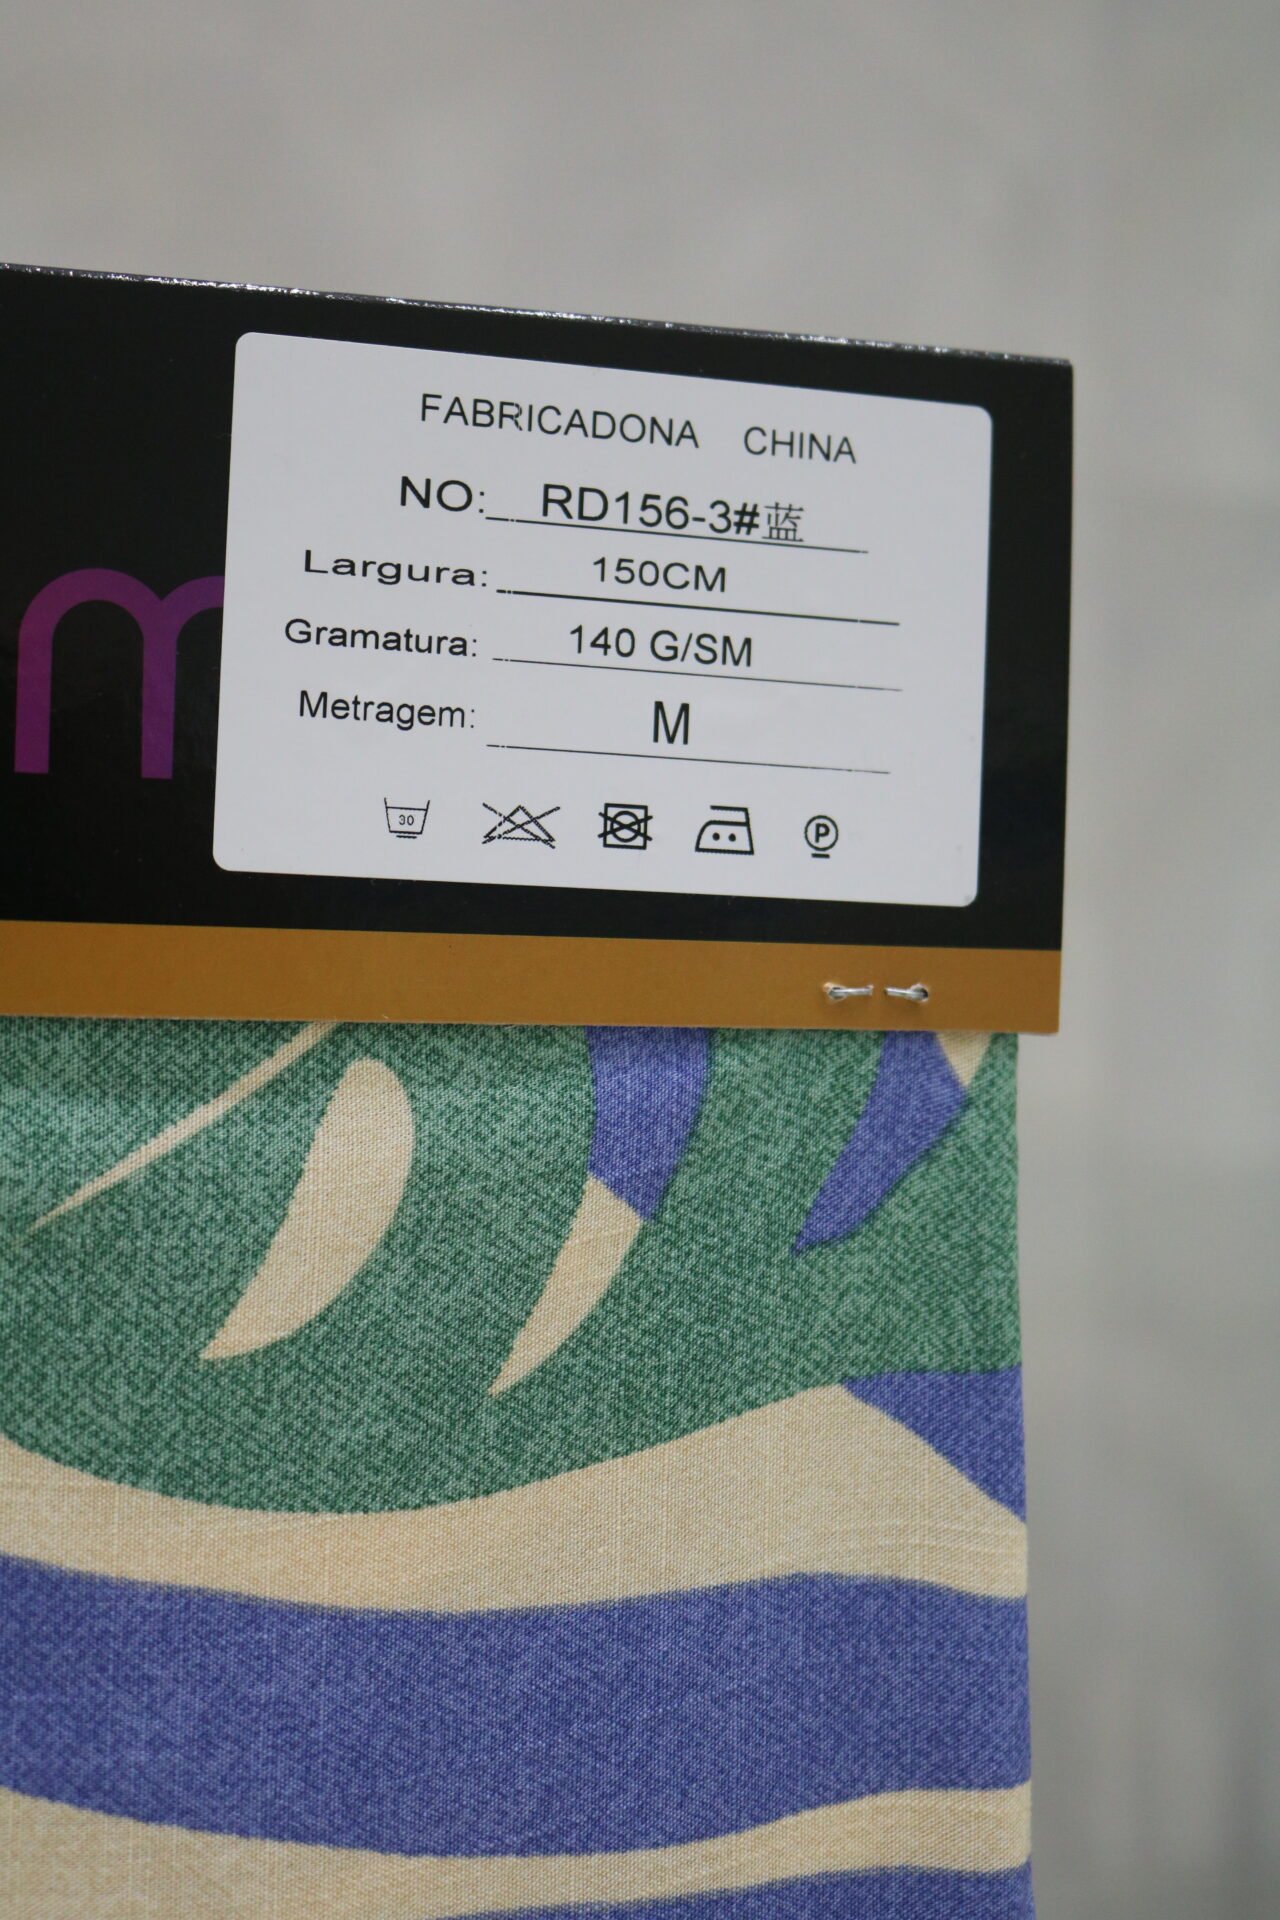 m
FABRICADONA CHINA
NO: RD156-3#蓝
Largura: 150CM
Gramatura: 140 G/SM
Metragem: M
30
P